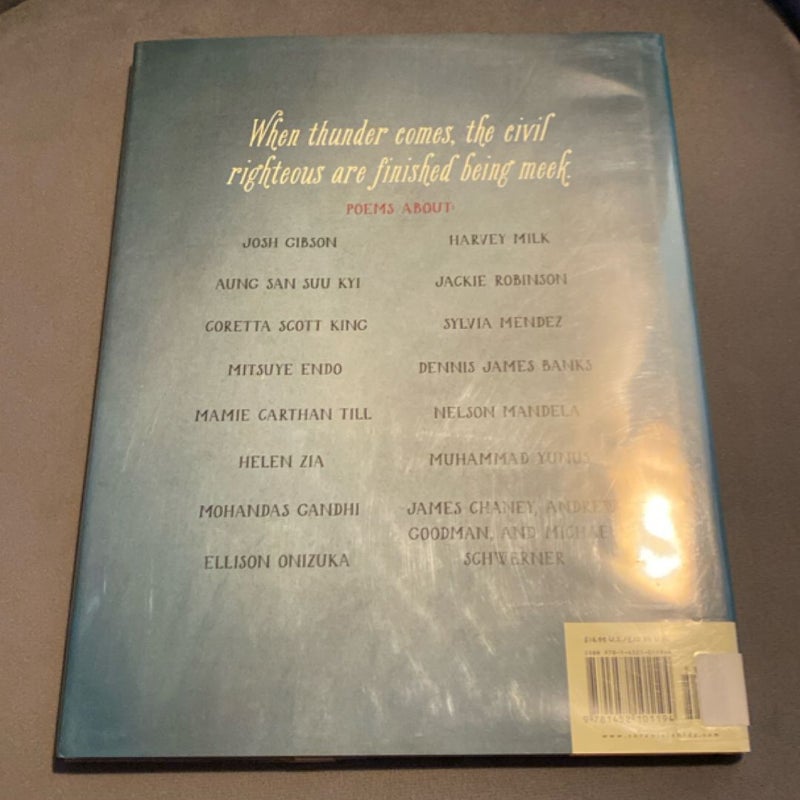 When thunder comes, the civil
righteous are finished being meek.
POEMS ABOUT:
JOSH GIBSON
AUNG SAN SUU KYI
CORETTA SCOTT KING
MITSUYE ENDO
MAMIE CARTHAN TILL
HELEN ZIA
MOHANDAS GANDHI
ELLISON ONIZUKA
HARVEY MILK
JACKIE ROBINSON
SYLVIA MENDEZ
DENNIS JAMES BANKS
NELSON MANDELA
MUHAMMAD YUNUS
JAMES CHANEY, ANDREW
GOODMAN, AND MICHAEL
SCHWERNER